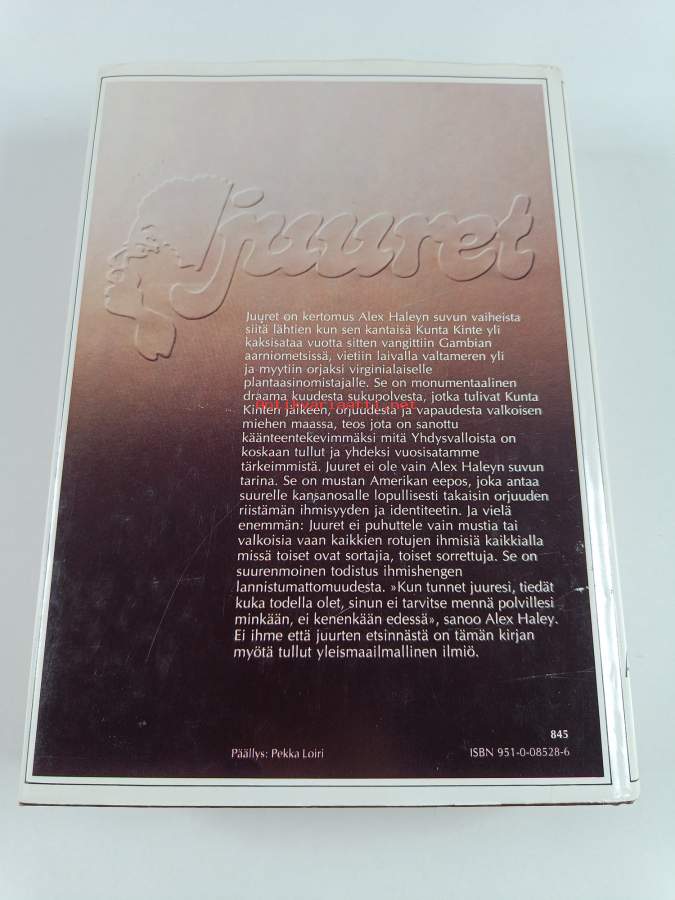 juuret
Juuret on kertomus Alex Haleyn suvun vaiheista
siitä lähtien kun sen kantaisä Kunta Kinte yli
kaksisataa vuotta sitten vangittiin Gambian
aarniometsissä, vietiin laivalla valtameren yli
ja myytiin orjaksi virginialaiselle
plantaasinomistajalle. Se on monumentaalinen
draama kuudesta sukupolvesta, jotka tulivat Kunta
Kinten jälkeen, orjuudesta ja vapaudesta valkoisen
miehen maassa, teos jota on sanottu
käänteentekevimmäksi mitä Yhdysvalloista on
koskaan tullut ja yhdeksi vuosisatamme
tärkeimmistä. Juuret ei ole vain Alex Haleyn suvun
tarina. Se on mustan Amerikan eepos, joka antaa
suurelle kansanosalle lopullisesti takaisin orjuuden
riistämän ihmisyyden ja identiteetin. Ja vielä
enemmän: Juuret ei puhuttele vain mustia tai
valkoisia vaan kaikkien rotujen ihmisiä kaikkialla
missä toiset ovat sortajia, toiset sorrettuja. Se on
suurenmoinen todistus ihmishengen
lannistumattomuudesta. »Kun tunnet juuresi, tiedät
kuka todella olet, sinun ei tarvitse mennä polvillesi
minkään, ei kenenkään edessä», sanoo Alex Haley.
Ei ihme että juurten etsinnästä on tämän kirjan
myötä tullut yleismaailmallinen ilmiö.
845
Päällys: Pekka Loiri ISBN 951-0-08528-6